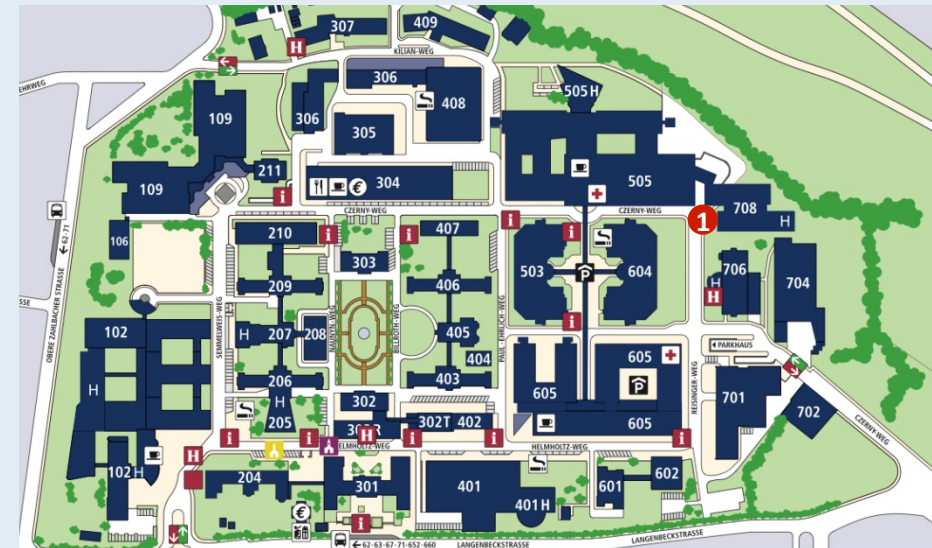 307
409
H
KILIAN-WEG
306
408
505H
109
306
305
109
211
304
€
505
i
CZERNY-WEG
CZERNY-WEG
1
708
H
106
210
i
i
407
i
i
303
503
604
706
704
209
406
P
H
← 62-71
OBERE ZAHLBACHER STRASSE
SEMMELWEIS-WEG
BILLROTH-WEG
PAUL-EHRLICH-WEG
REISINGER-WEG
102
H
207
208
405
i
404
PARKHAUS
206
403
605
605
P
H
H
205
302
302T
402
605
701
702
CZERNY-WEG
i
i
H
i
i
i
HELMHOLTZ-WEG
H
102
H
204
301
401
401H
601
602
€
i
← 62-63-67-71-652-660
LANGENBECKSTRASSE
LANGENBECKSTRASSE